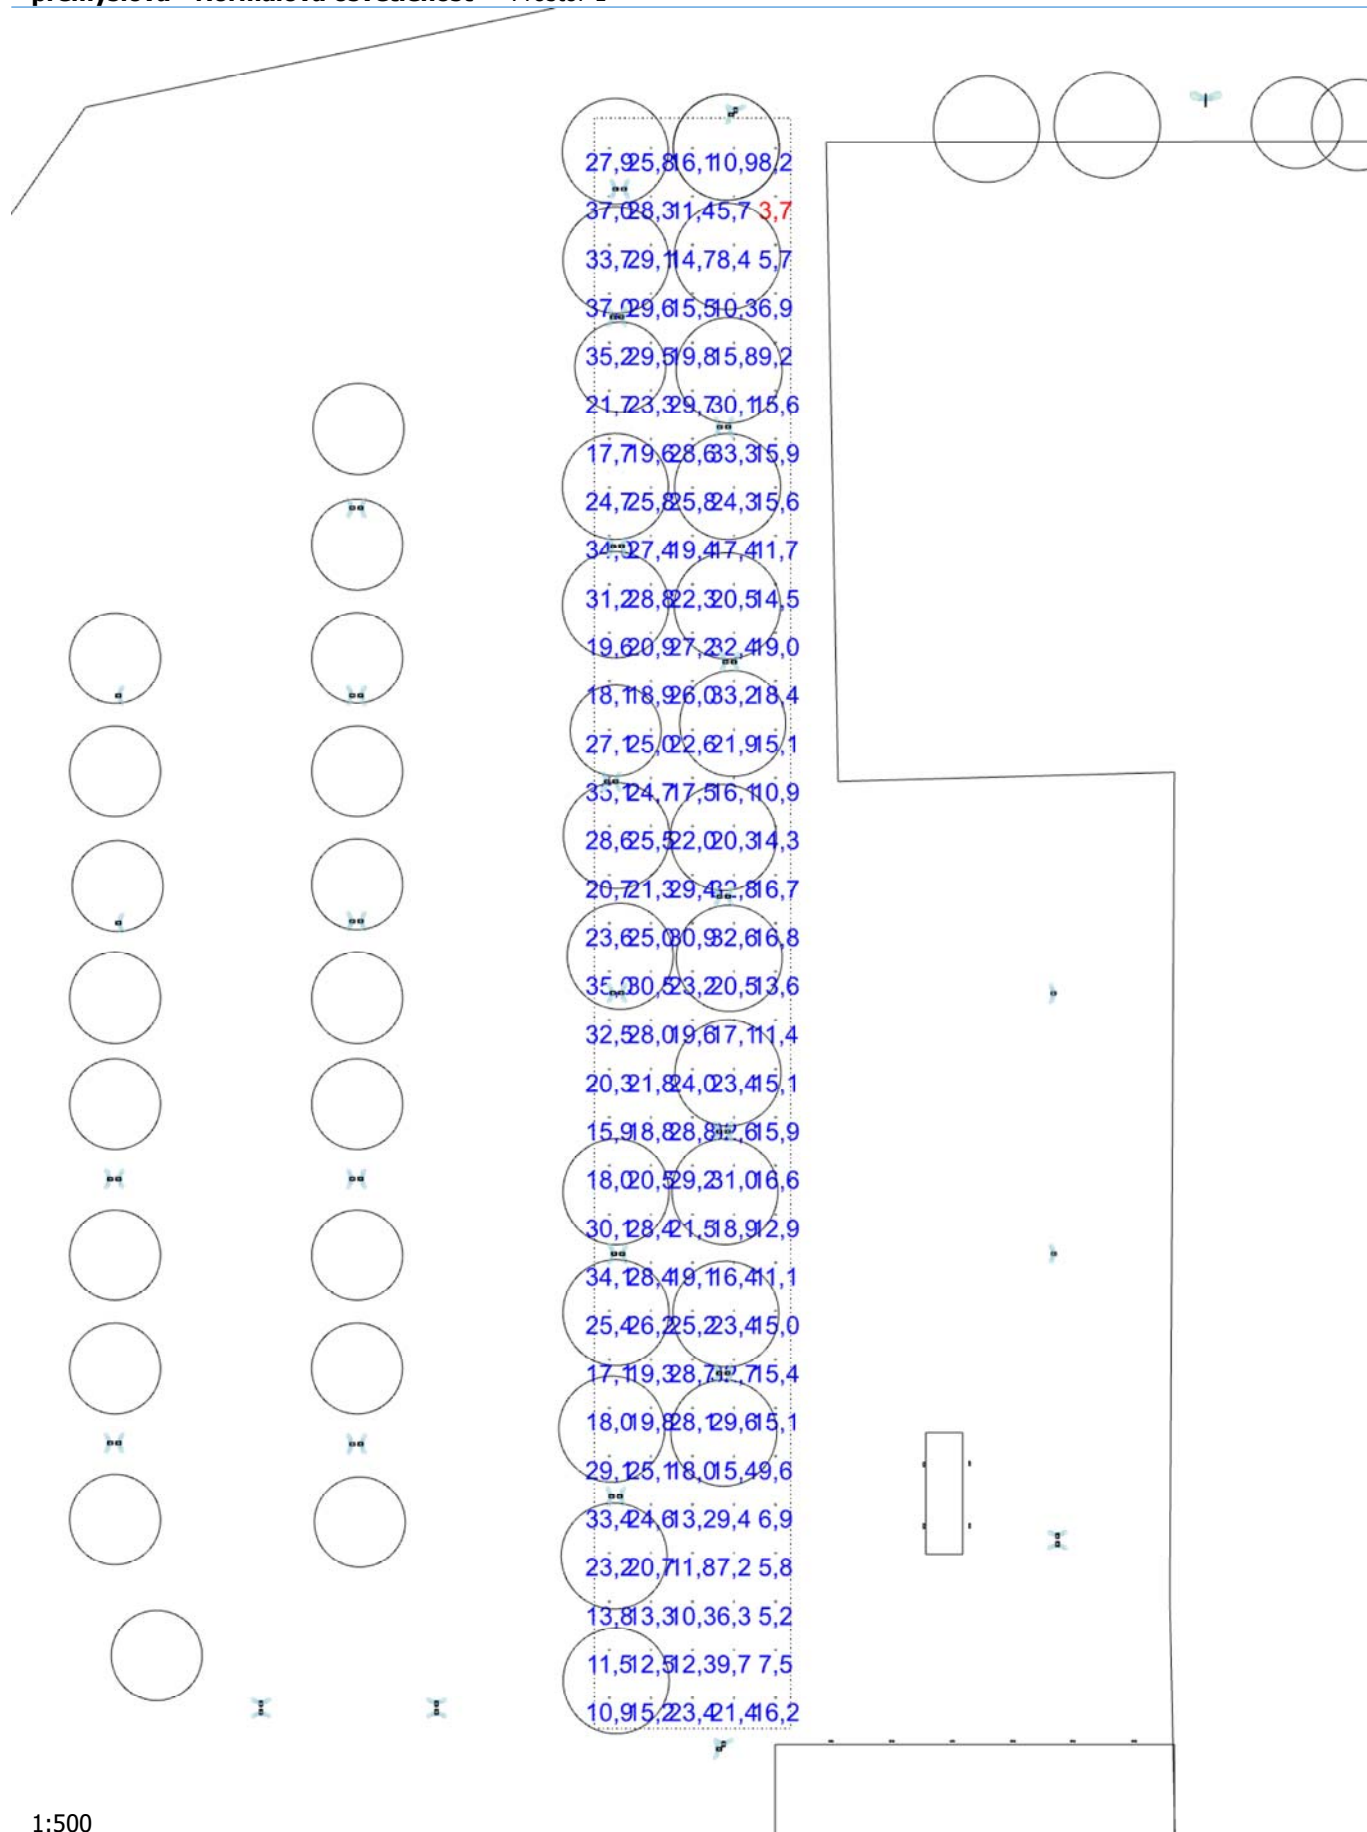 27,9 25,8 16,1 10,9 8,2
37,0 28,3 11,4 5,7 3,7
33,7 29,1 14,7 8,4 5,7
37,0 29,6 15,5 10,3 6,9
35,2 29,5 19,8 15,8 9,2
21,7 23,3 29,7 30,1 15,6
17,7 19,6 28,6 33,3 15,9
24,7 25,8 25,8 24,3 15,6
34,0 27,4 19,4 17,4 11,7
31,2 28,8 22,3 20,5 14,5
19,6 20,9 27,2 32,4 19,0
18,1 18,9 26,0 33,2 18,4
27,1 25,0 22,6 21,9 15,1
35,1 24,7 17,5 16,1 10,9
28,6 25,5 22,0 20,3 14,3
20,7 21,3 29,4 32,8 16,7
23,6 25,0 30,9 32,6 16,8
35,0 30,5 23,2 20,5 13,6
32,5 28,0 19,6 17,1 11,4
20,3 21,8 24,0 23,4 15,1
15,9 18,8 28,8 32,6 15,9
18,0 20,5 29,2 31,0 16,6
30,1 28,4 21,5 18,9 12,9
34,1 28,4 19,1 16,4 11,1
25,4 26,2 25,2 23,4 15,0
17,1 19,3 28,7 32,7 15,4
18,0 19,8 28,1 29,6 15,1
29,1 25,1 18,0 15,4 9,6
33,4 24,6 13,2 9,4 6,9
23,2 20,7 11,8 7,2 5,8
13,8 13,3 10,3 6,3 5,2
11,5 12,5 12,3 9,7 7,5
10,9 15,2 23,4 21,4 16,2
1:500